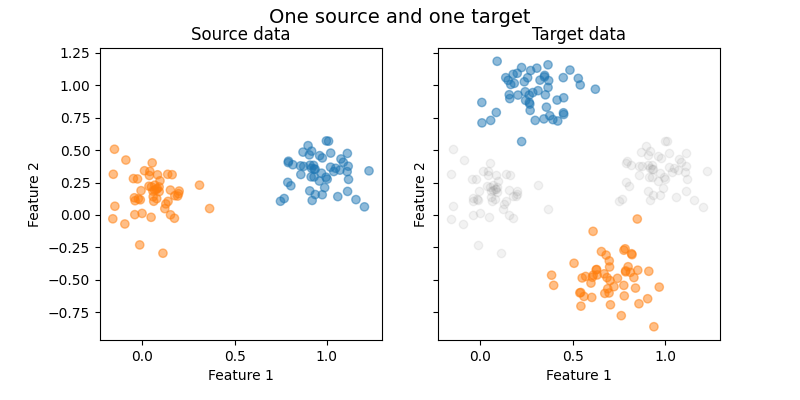 One source and one target
Source data
Target data
1.25
1.00
0.75
0.50
0.25
0.00
−0.25
−0.50
−0.75
Feature 2
Feature 2
0.0
0.5
1.0
0.0
0.5
1.0
Feature 1
Feature 1